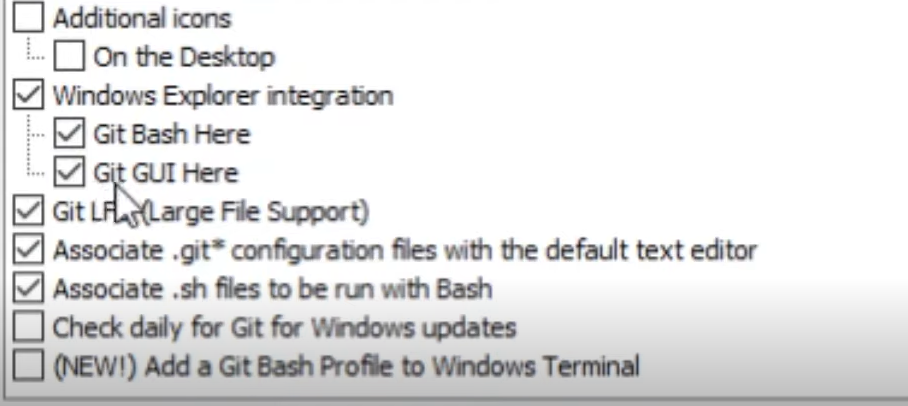 Additional icons
On the Desktop
Windows Explorer integration
Git Bash Here
Git GUI Here
Git (Large File Support)
Associate .git* configuration files with the default text editor
Associate .sh files to be run with Bash
Check daily for Git for Windows updates
(NEW!) Add a Git Bash Profile to Windows Terminal